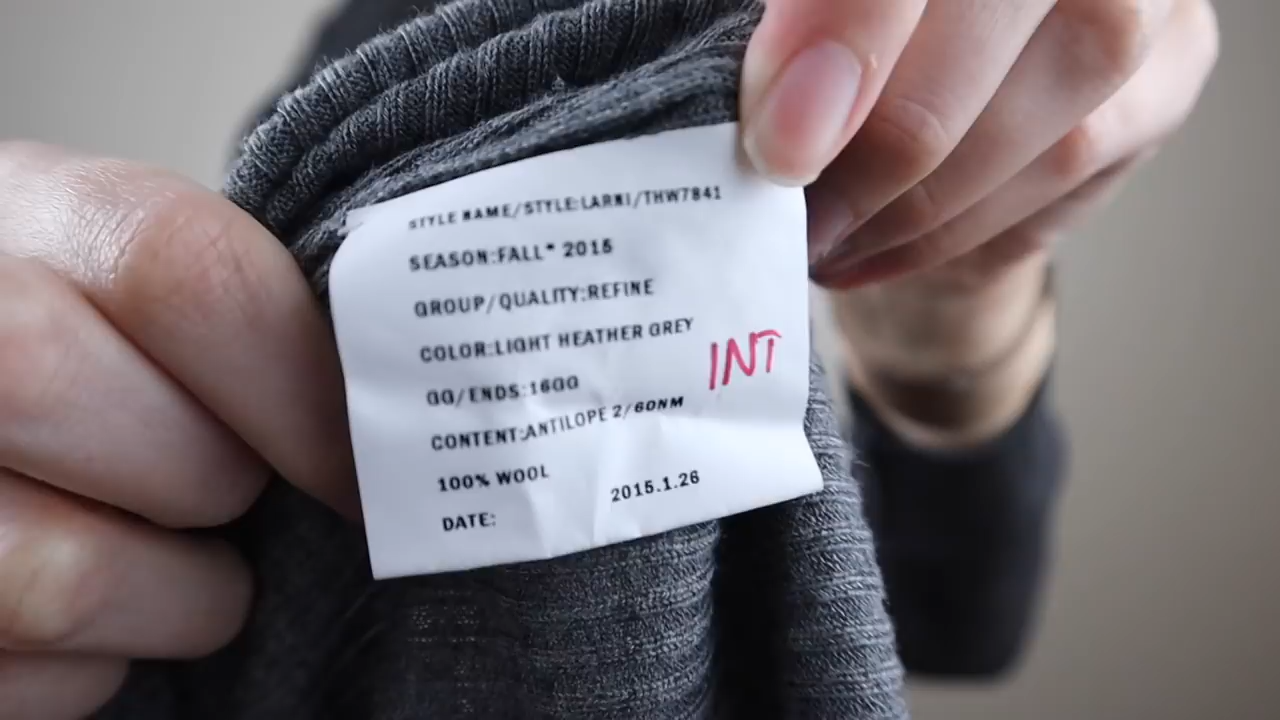 STYLE NAME/STYLE:LARNI/THW7841
SEASON:FALL* 2015
GROUP/QUALITY:REFINE
COLOR:LIGHT HEATHER GREY
INT
GG/ENDS:16GG
CONTENT:ANTILOPE 2/60NM
100% WOOL
DATE: 2015.1.26